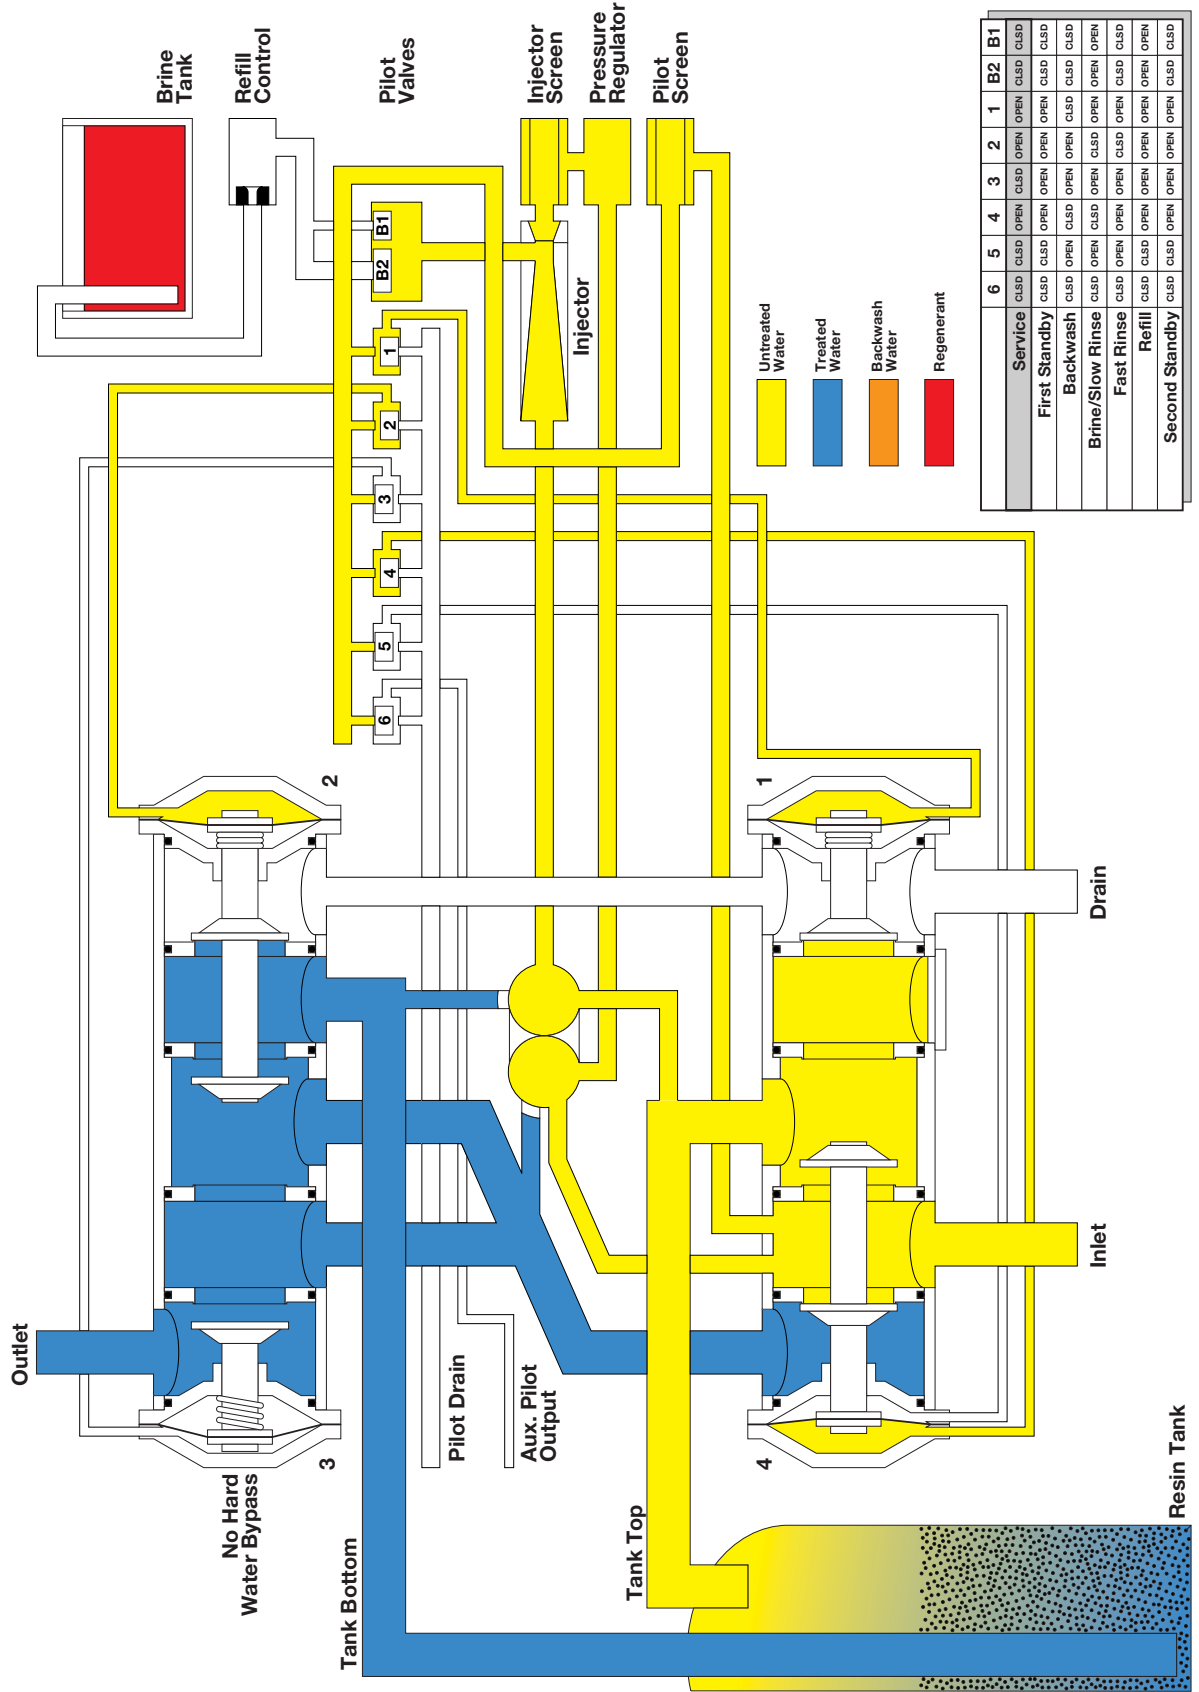 Outlet
No Hard
Water Bypass
3
2
Brine
Tank
Refill
Control
Tank Bottom
Pilot
Valves
6
5
4
3
2
1
B2
B1
Pilot Drain
Aux. Pilot
Output
Injector
Injector
Screen
Pressure
Regulator
Pilot
Screen
Tank Top
4
1
Untreated
Water
Treated
Water
Backwash
Water
Regenerant
Inlet
Drain
Resin Tank
6 5 4 3 2 1 B2 B1
Service CLSD CLSD OPEN CLSD OPEN OPEN CLSD CLSD
First Standby CLSD CLSD OPEN OPEN OPEN OPEN CLSD CLSD
Backwash CLSD OPEN CLSD OPEN OPEN CLSD CLSD CLSD
Brine/Slow Rinse CLSD CLSD CLSD OPEN CLSD OPEN OPEN OPEN
Fast Rinse CLSD OPEN OPEN OPEN CLSD OPEN CLSD CLSD
Refill CLSD CLSD OPEN OPEN OPEN OPEN CLSD OPEN
Second Standby CLSD CLSD OPEN OPEN OPEN OPEN CLSD CLSD